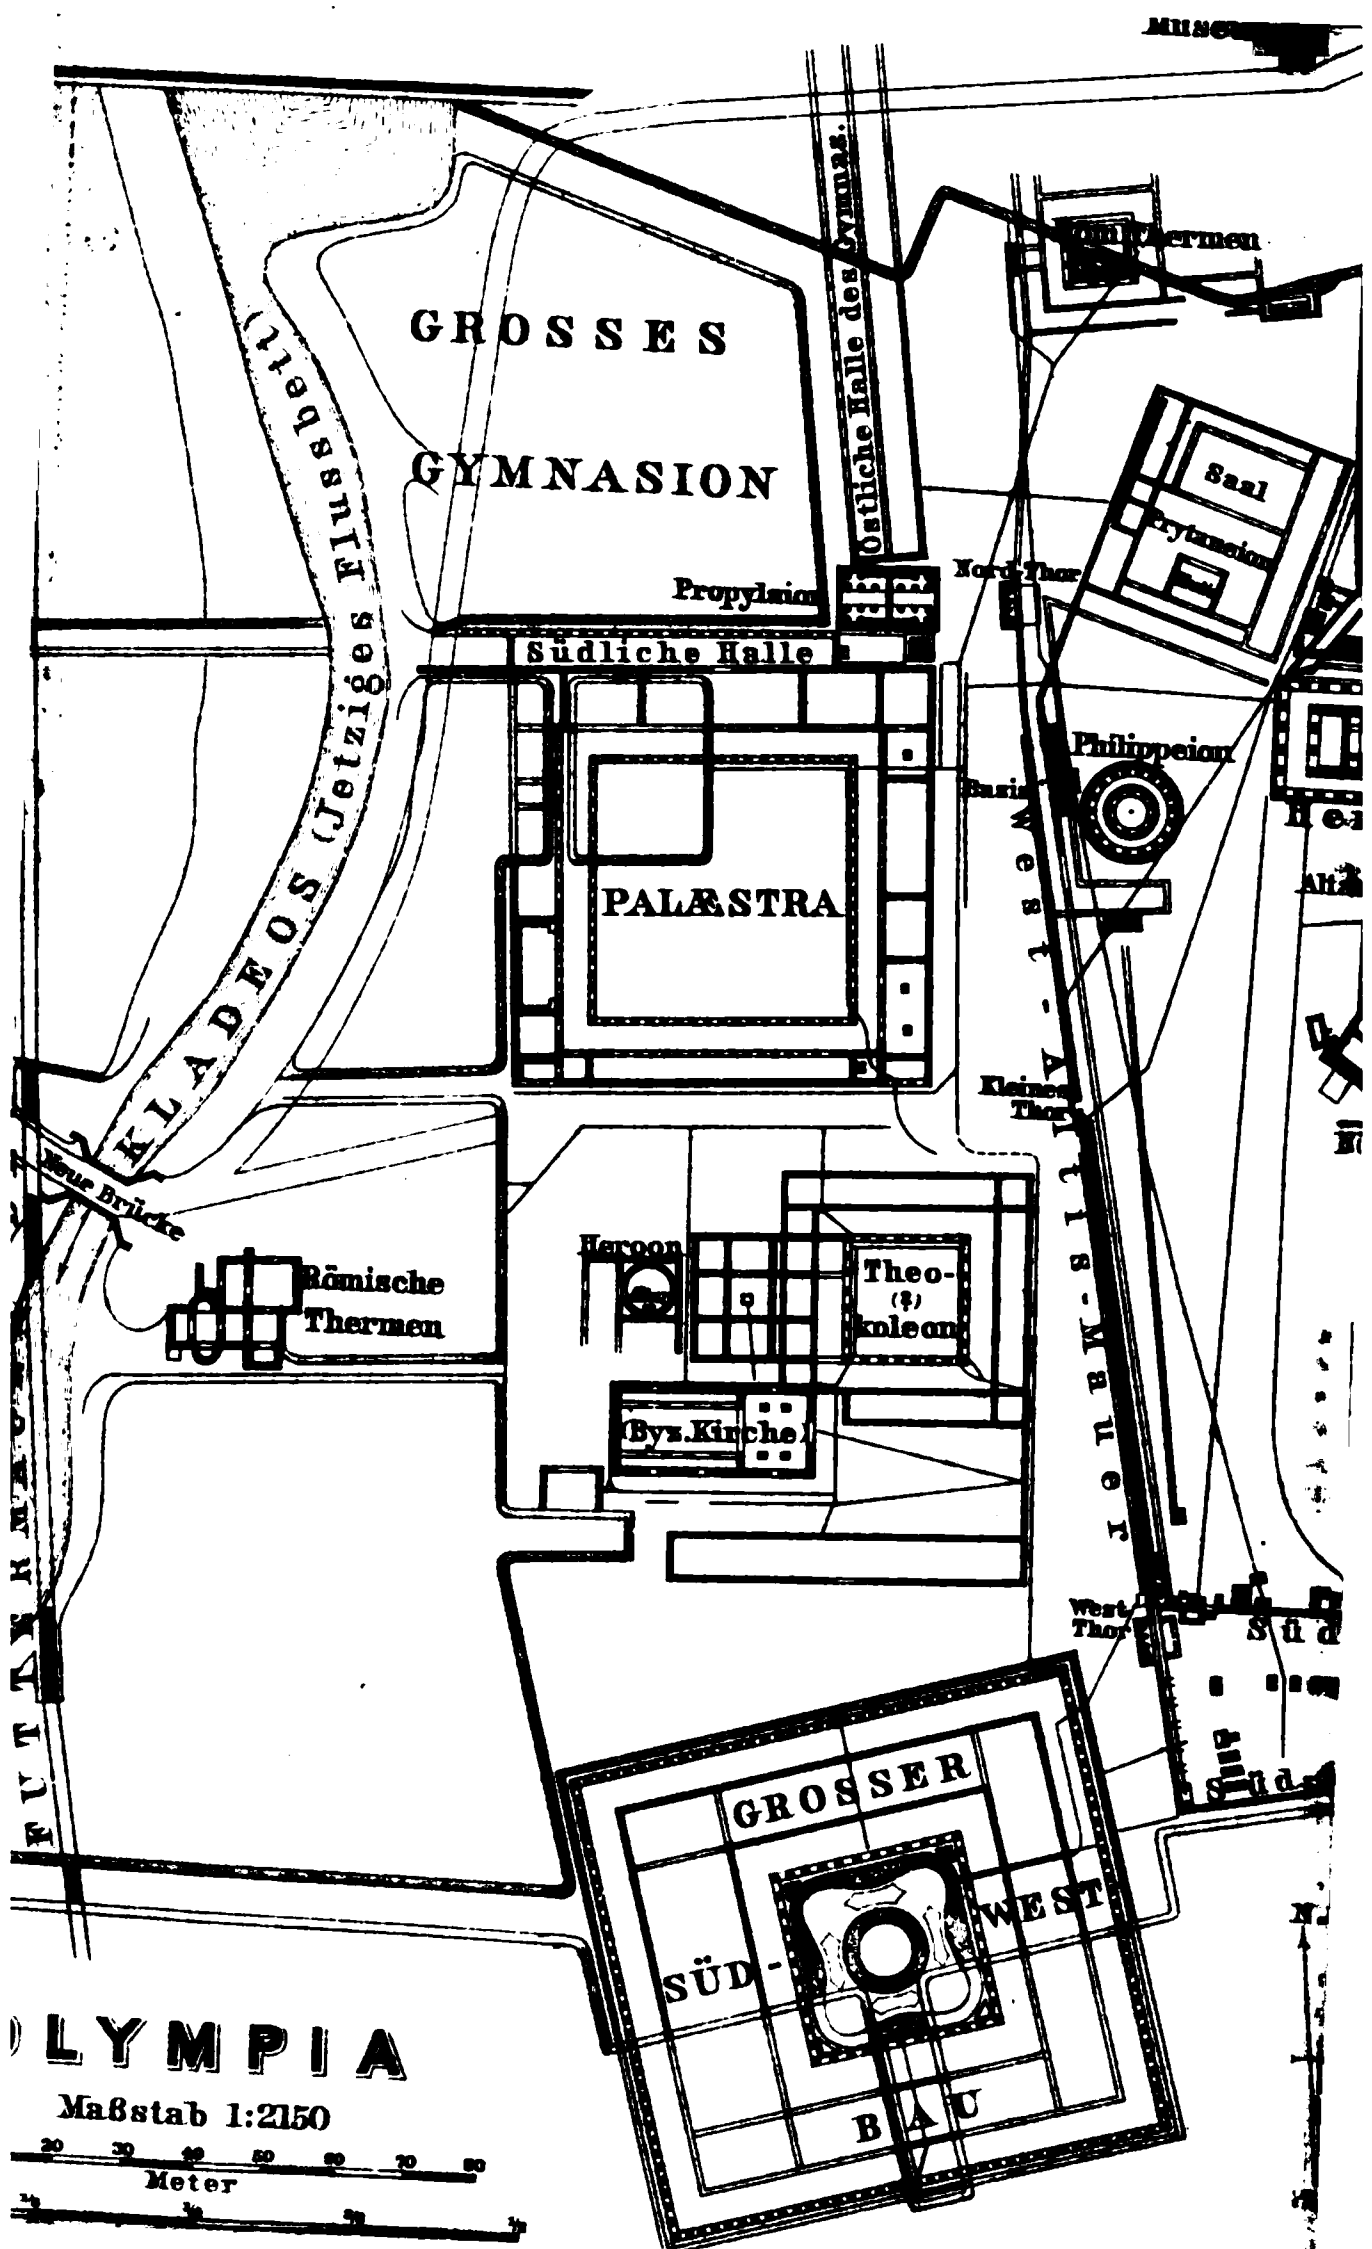 GROSSES
GYMNASION
Östliche Halle des Gymnas.
Saal
Prytaneion
Propylaion
Nord-Thor
Südliche Halle
KLADEOS (Jetziges Flussbett)
Philippeion
Basis
PALÆSTRA
West-Altis-Mauer
Kleines
Thor
Neue Brücke
Römische
Thermen
Heroon
Theo-
koleon
(Byz. Kirche)
West
Thor
Süd
GROSSER
SÜD-
WEST
BAU
N
LYMPIA
Maßstab 1:2150
20 30 40 50 60 70 80
Meter